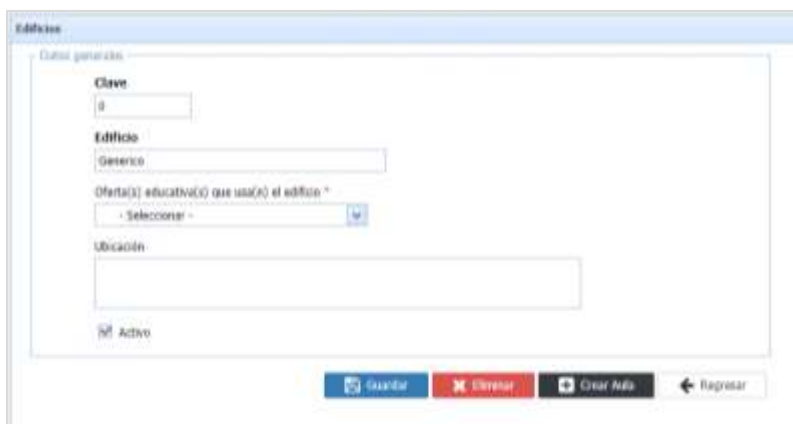 Edificios
Datos generales
Clave
0
Edificio
Generico
Oferta(s) educativa(s) que usa(n) el edificio *
- Seleccionar -
Ubicación
Activo
Guardar
Eliminar
Crear Aula
Regresar